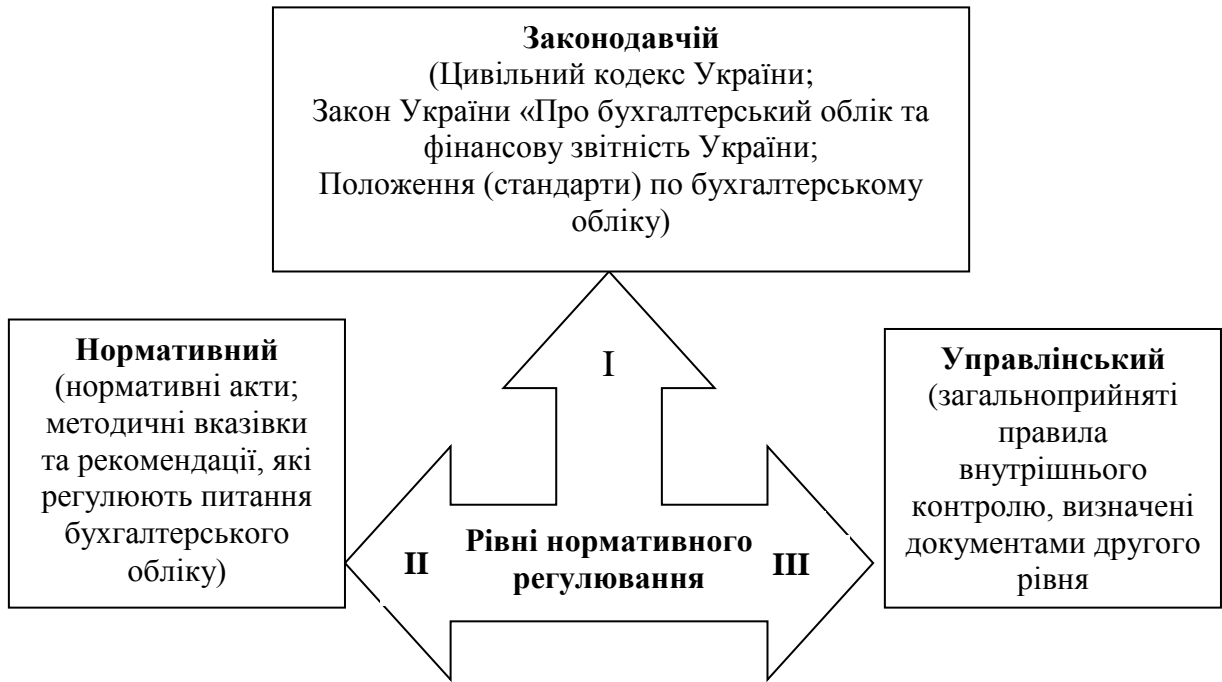 Законодавчій
(Цивільний кодекс України;
Закон України «Про бухгалтерський облік та
фінансову звітність України;
Положення (стандарти) по бухгалтерському
обліку)
I
Нормативний
(нормативні акти;
методичні вказівки
та рекомендації, які
регулюють питання
бухгалтерського
обліку)
II
Рівні нормативного
регулювання
III
Управлінський
(загальноприйняті
правила
внутрішнього
контролю, визначені
документами другого
рівня